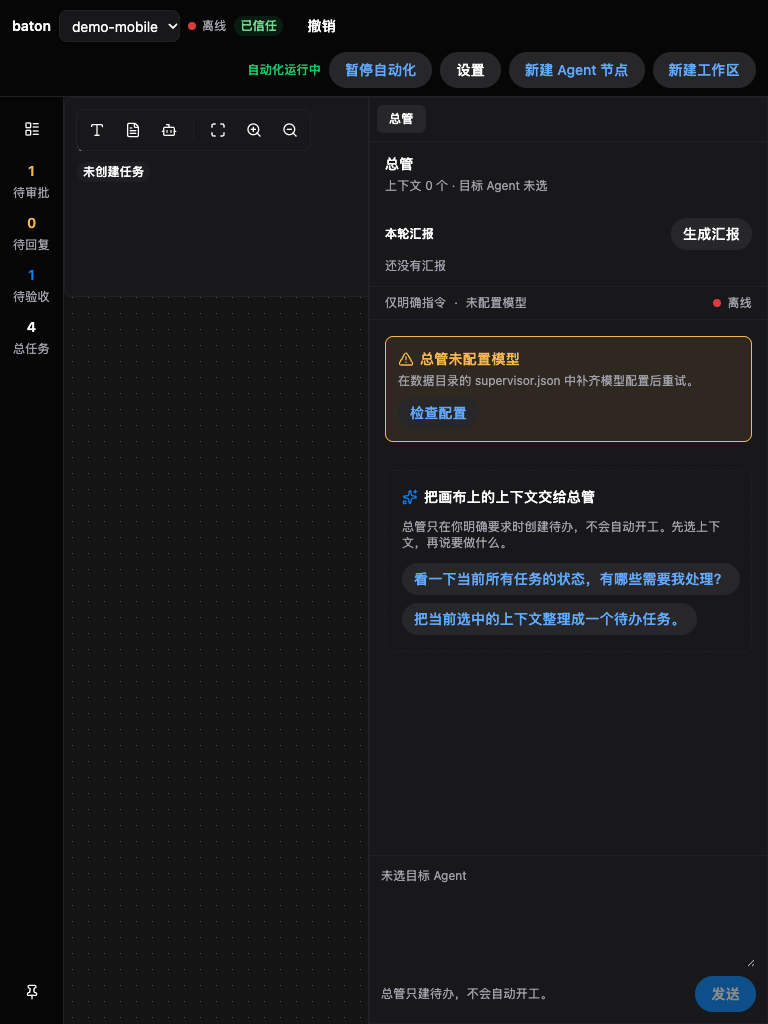 baton
demo-mobile
离线
已信任
撤销
自动化运行中
暂停自动化
设置
新建 Agent 节点
新建工作区
1
待审批
0
待回复
1
待验收
4
总任务
未创建任务
总管
总管
上下文 0 个 · 目标 Agent 未选
本轮汇报
生成汇报
还没有汇报
仅明确指令 · 未配置模型
离线
总管未配置模型
在数据目录的 supervisor.json 中补齐模型配置后重试。
检查配置
把画布上的上下文交给总管
总管只在你明确要求时创建待办，不会自动开工。先选上下
文，再说要做什么。
看一下当前所有任务的状态，有哪些需要我处理？
把当前选中的上下文整理成一个待办任务。
未选目标 Agent
总管只建待办，不会自动开工。
发送